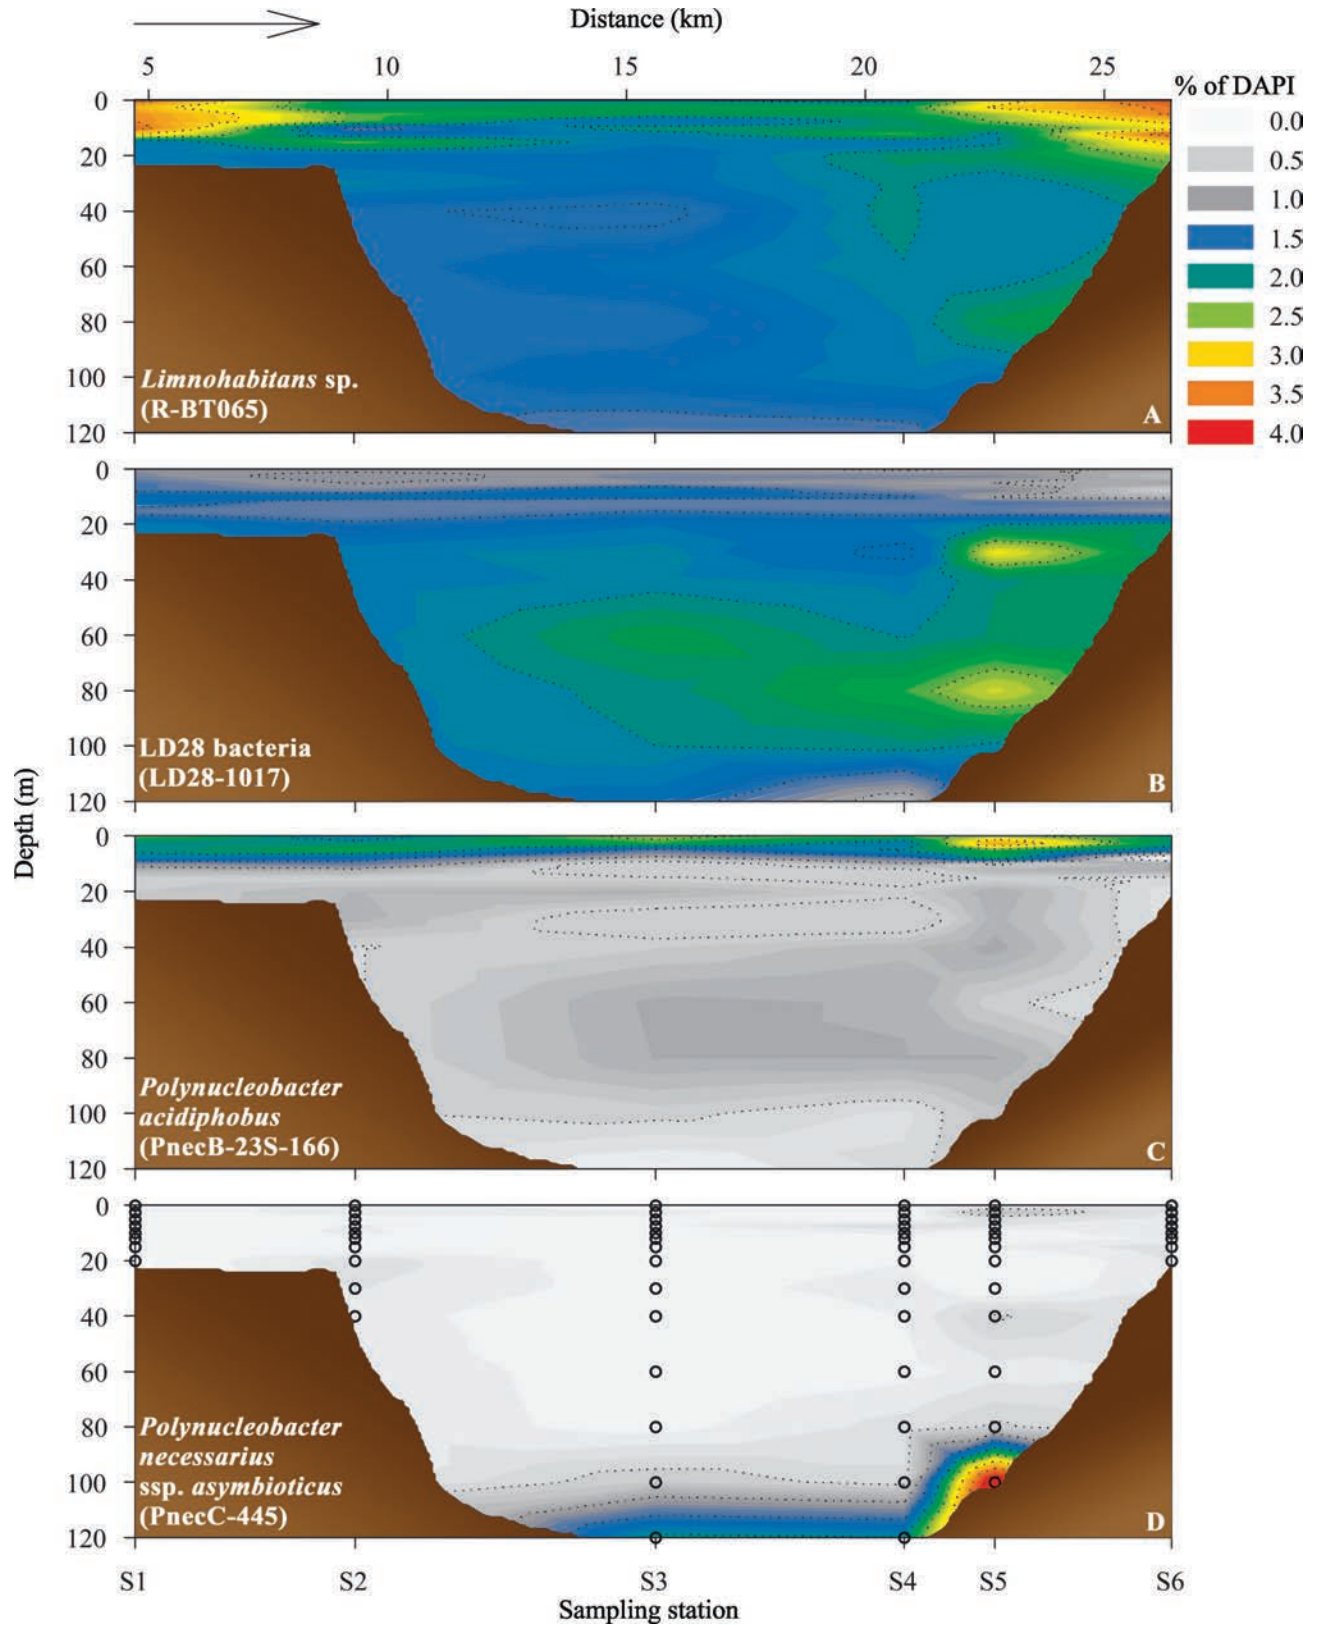 Distance (km)
5 10 15 20 25
% of DAPI
0.0
0.5
1.0
1.5
2.0
2.5
3.0
3.5
4.0
0
20
40
60
80
100
120
Limnohabitans sp.
(R-BT065)
A
0
20
40
60
80
100
120
LD28 bacteria
(LD28-1017)
B
Depth (m)
0
20
40
60
80
100
120
Polynucleobacter
acidiphobus
(PnecB-23S-166)
C
0
20
40
60
80
100
120
Polynucleobacter
necessarius
ssp. asymbioticus
(PnecC-445)
D
S1 S2 S3 S4 S5 S6
Sampling station